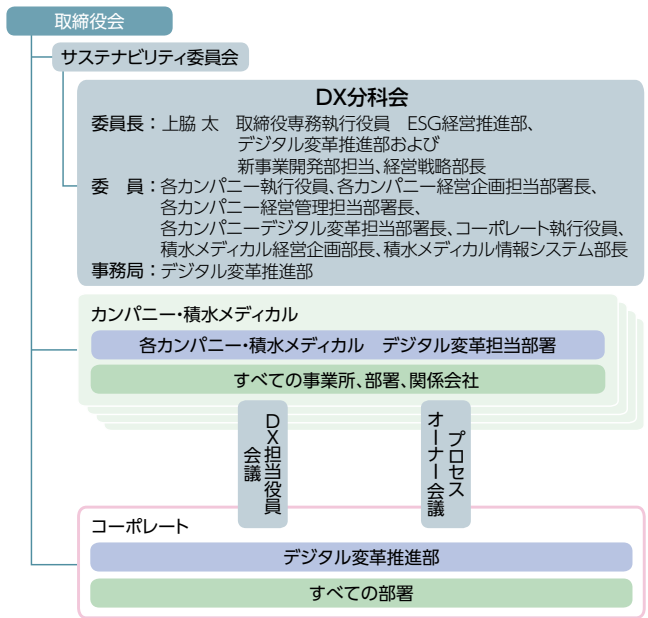 取締役会
サステナビリティ委員会
DX分科会
委員長：上脇 太　取締役専務執行役員　ESG経営推進部、
デジタル変革推進部および
新事業開発部担当、経営戦略部長
委　員：各カンパニー執行役員、各カンパニー経営企画担当部署長、
各カンパニー経営管理担当部署長、
各カンパニーデジタル変革担当部署長、コーポレート執行役員、
積水メディカル経営企画部長、積水メディカル情報システム部長
事務局：デジタル変革推進部
カンパニー・積水メディカル
各カンパニー・積水メディカル　デジタル変革担当部署
すべての事業所、部署、関係会社
DX担当役員
会議
プロセス
オーナー会議
コーポレート
デジタル変革推進部
すべての部署